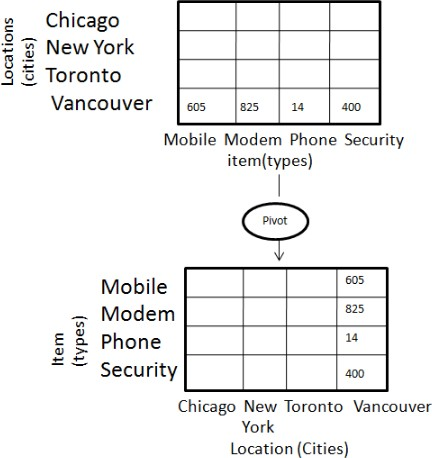 Locations
(cities)
Chicago
New York
Toronto
Vancouver
605 825 14 400
Mobile Modem Phone Security
item(types)
Pivot
Item
(types)
Mobile 605
Modem 825
Phone 14
Security 400
Chicago New Toronto Vancouver
York
Location (Cities)